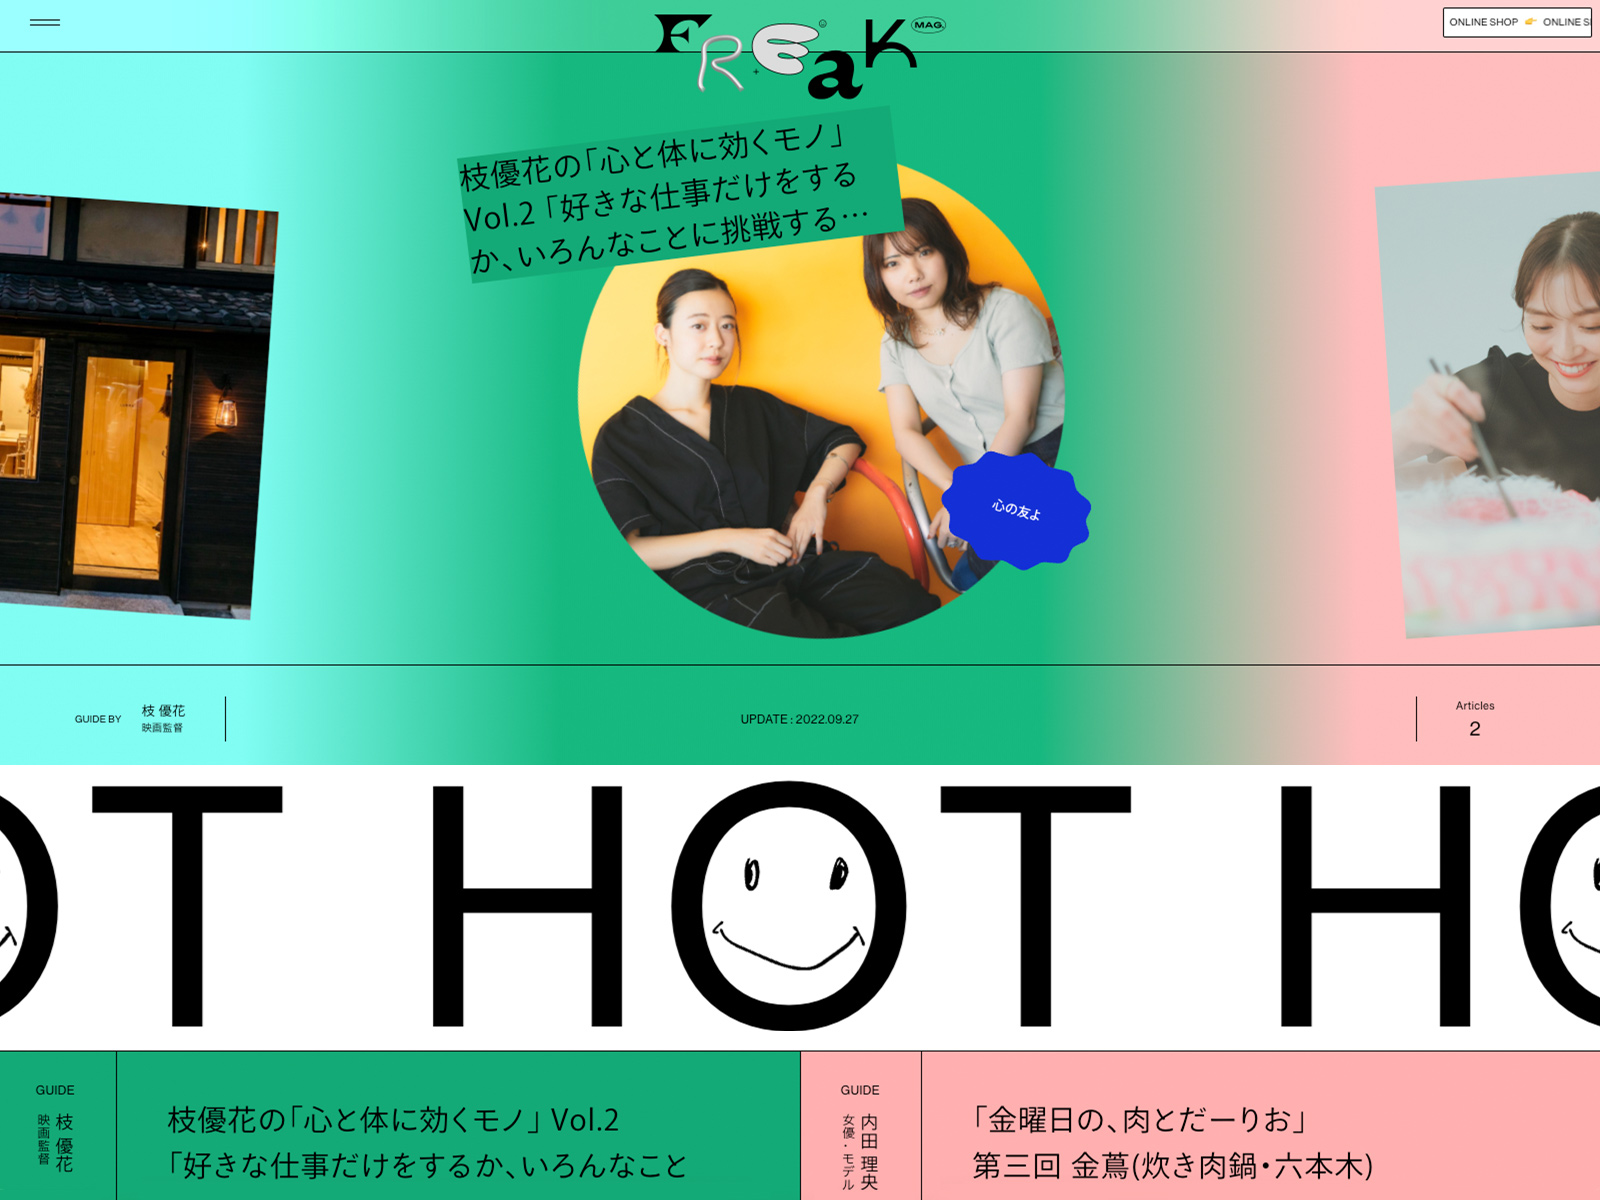 FREaK
MAG.
ONLINE SHOP 👉 ONLINE S
枝優花の「心と体に効くモノ」
Vol.2「好きな仕事だけをする
か、いろんなことに挑戦する…
心の友よ
GUIDE BY
枝 優花
映画監督
UPDATE : 2022.09.27
Articles
2
OT HOT HO
GUIDE
枝 優花
映画監督
枝優花の「心と体に効くモノ」 Vol.2
「好きな仕事だけをするか、いろんなこと
GUIDE
内田 理央
女優・モデル
「金曜日の、肉とだーりお」
第三回 金蔦(炊き肉鍋・六本木)